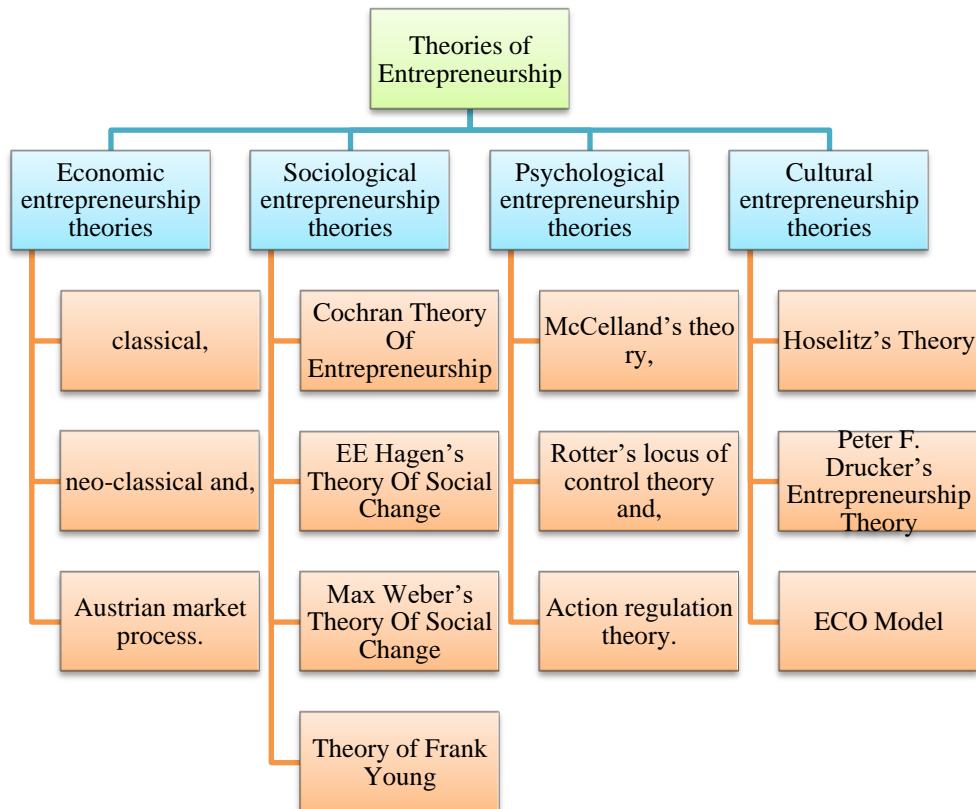 Theories of
Entrepreneurship
Economic
entrepreneurship
theories
Sociological
entrepreneurship
theories
Psychological
entrepreneurship
theories
Cultural
entrepreneurship
theories
classical,
neo-classical and,
Austrian market
process.
Cochran Theory
Of
Entrepreneurship
EE Hagen’s
Theory Of Social
Change
Max Weber’s
Theory Of Social
Change
Theory of Frank
Young
McCelland’s theo
ry,
Rotter’s locus of
control theory
and,
Action regulation
theory.
Hoselitz’s Theory
Peter F.
Drucker’s
Entrepreneurship
Theory
ECO Model